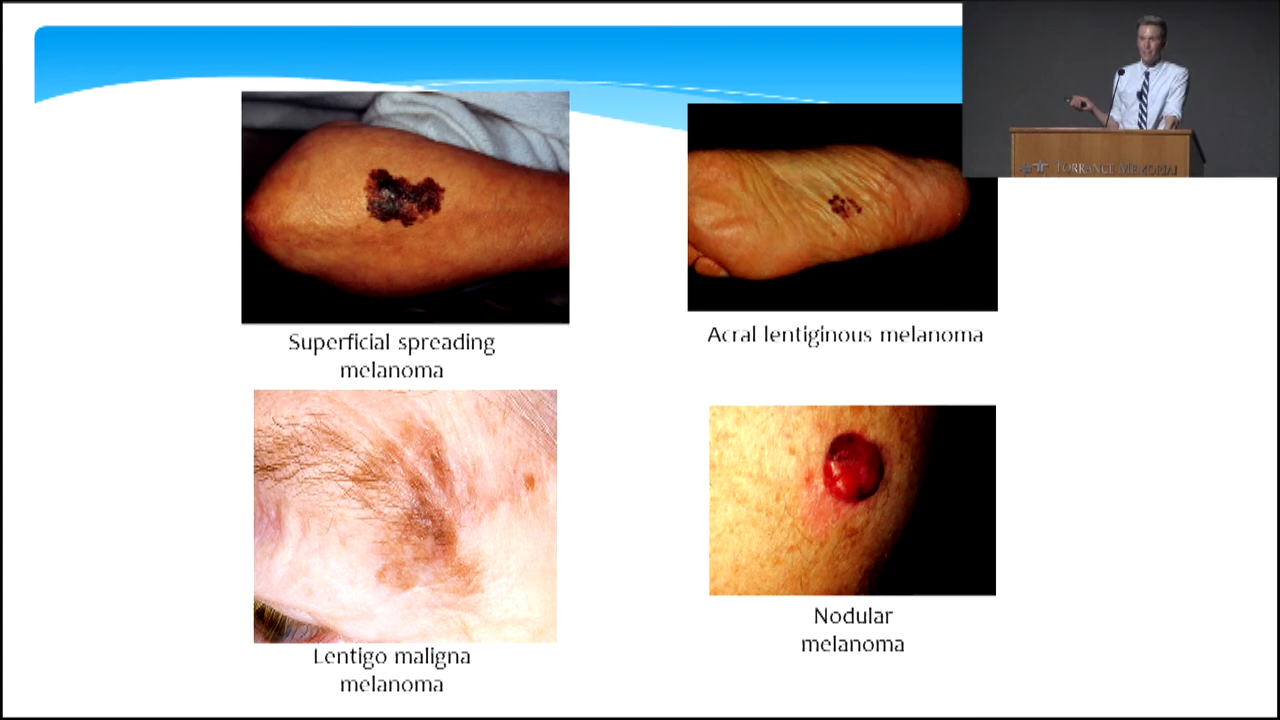 TORRANCE MEMORIAL
Superficial spreading
melanoma
Acral lentiginous melanoma
Lentigo maligna
melanoma
Nodular
melanoma